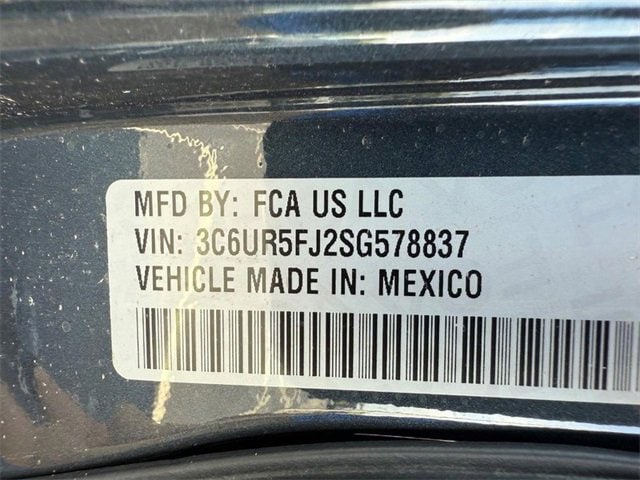 MFD BY: FCA US LLC
VIN: 3C6UR5FJ2SG578837
VEHICLE MADE IN: MEXICO